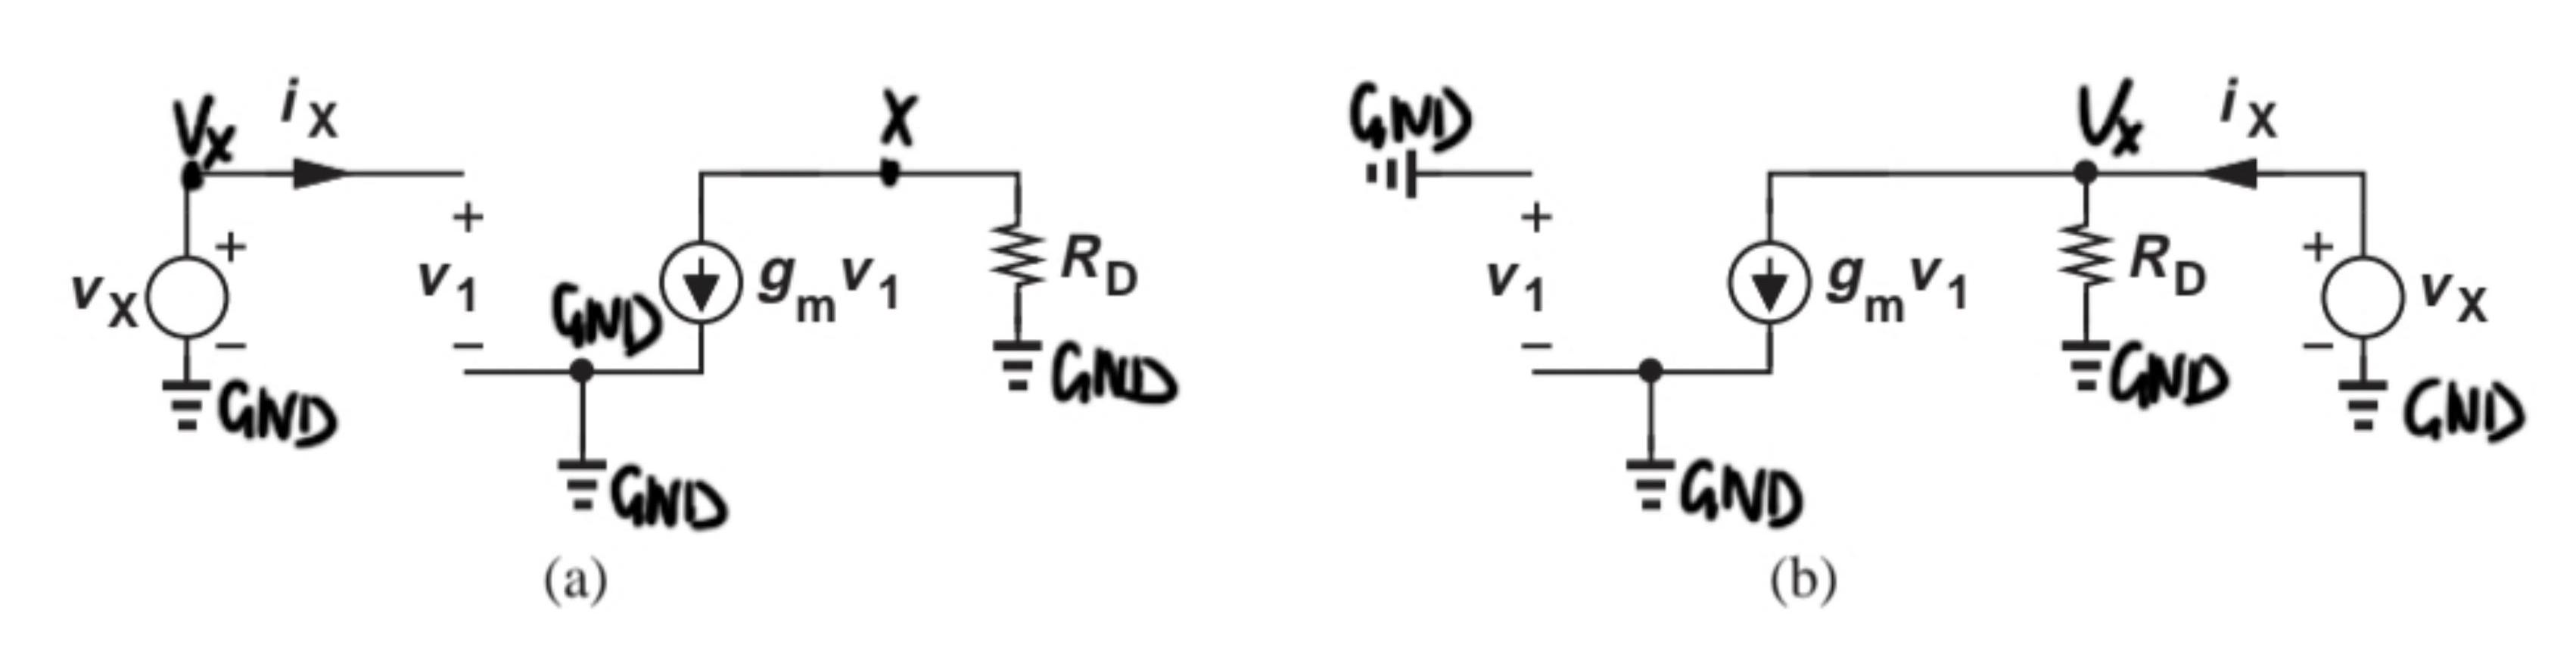 Vx iX X
+ + vX v1 − − GND gmv1 RD
GND GND GND
(a)
GND Vx iX
+ v1 − gmv1 RD + vX −
GND GND GND
(b)